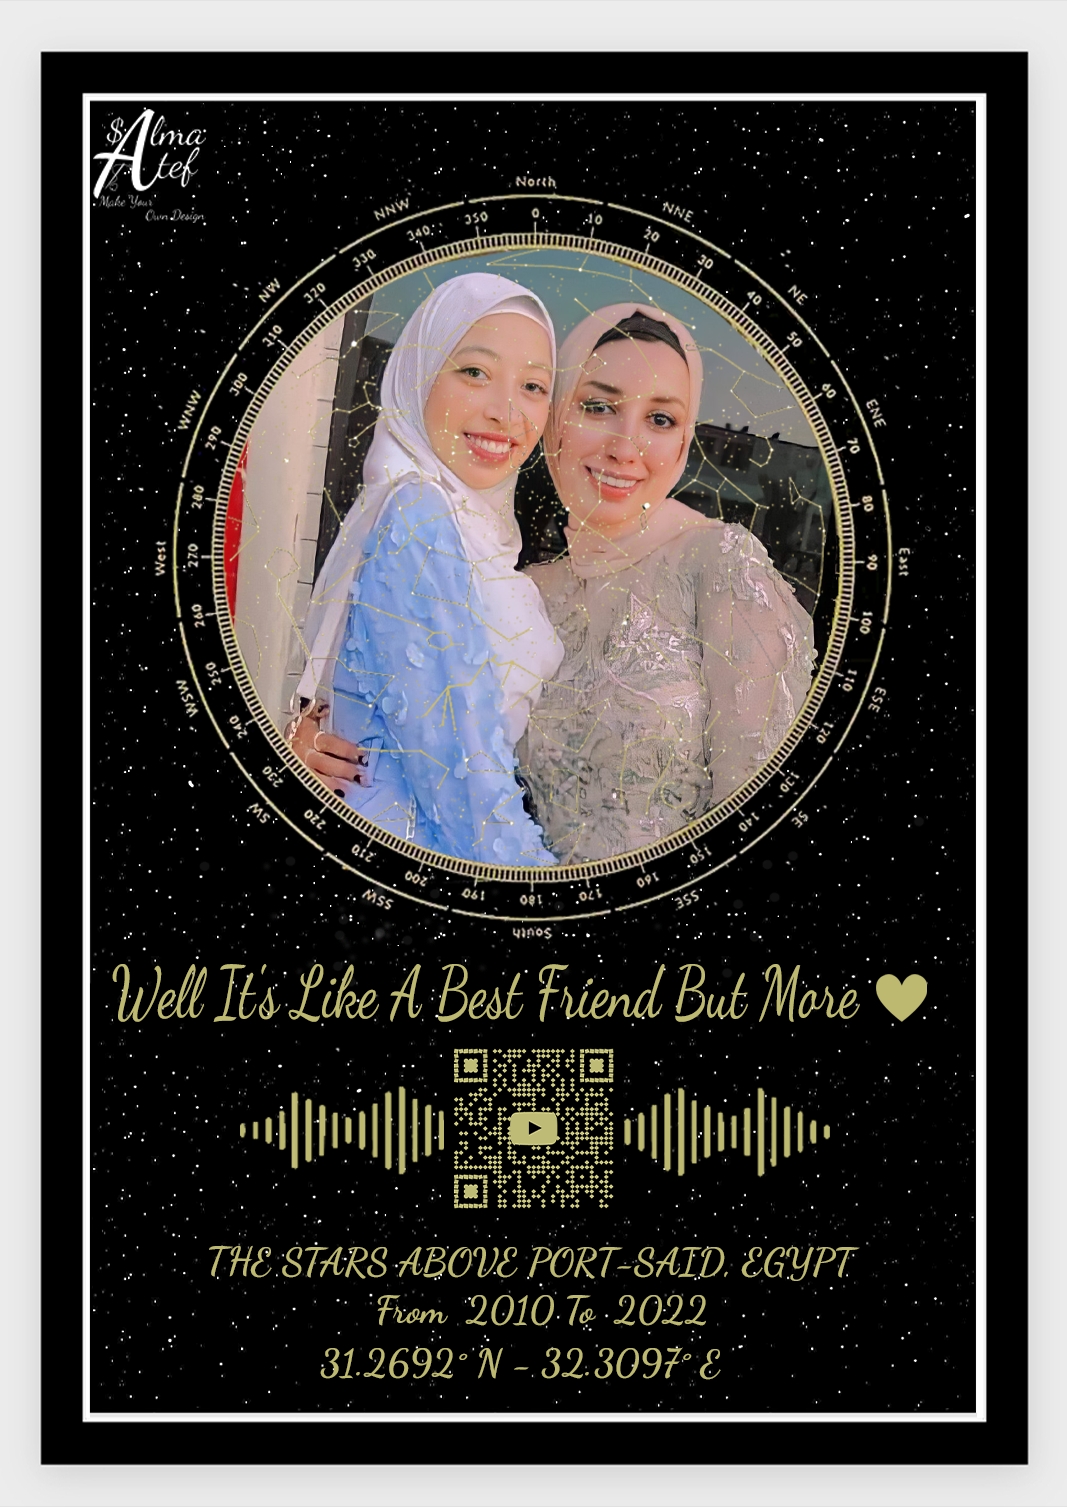 $Alma
Atef
Make Your
Own Design
North
NNW
NNE
350
0
10
340
20
330
30
NW
NE
320
40
310
50
300
60
WNW
ENE
290
70
280
80
West
270
90
East
260
100
250
110
WSW
ESE
240
120
230
130
SW
SE
220
140
210
150
200
160
190
180
170
SSW
SSE
South
Well It's Like A Best Friend But More
THE STARS ABOVE PORT-SAID, EGYPT
From 2010 To 2022
31.2692° N - 32.3097° E